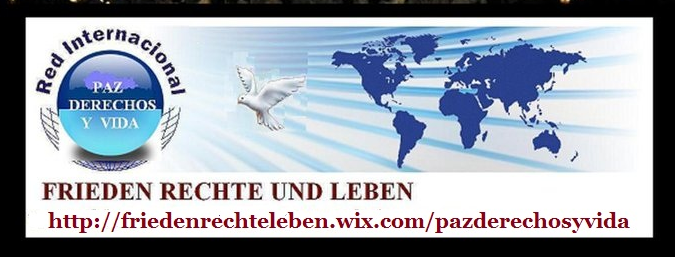 Red Internacional
PAZ
DERECHOS
Y VIDA
FRIEDEN RECHTE UND LEBEN
http://friedenrechteleben.wix.com/pazderechosyvida